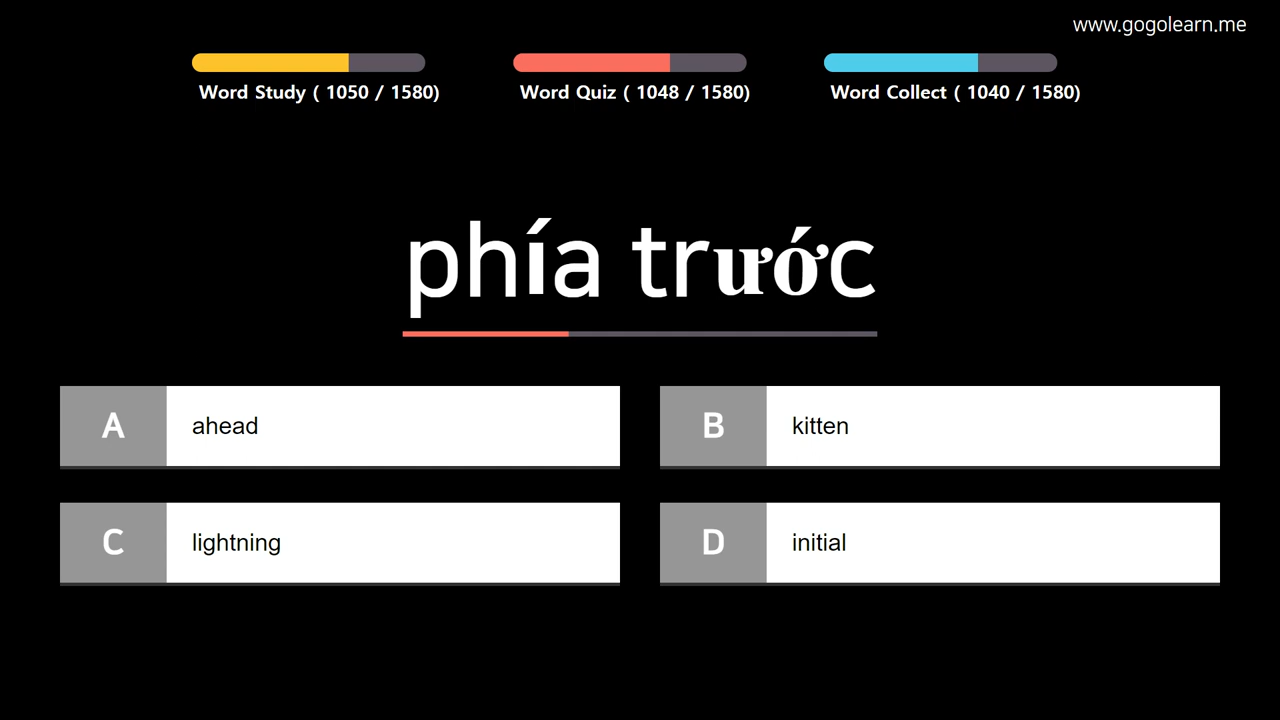 www.gogolearn.me
Word Study ( 1050 / 1580)
Word Quiz ( 1048 / 1580)
Word Collect ( 1040 / 1580)
phía trước
A ahead
B kitten
C lightning
D initial